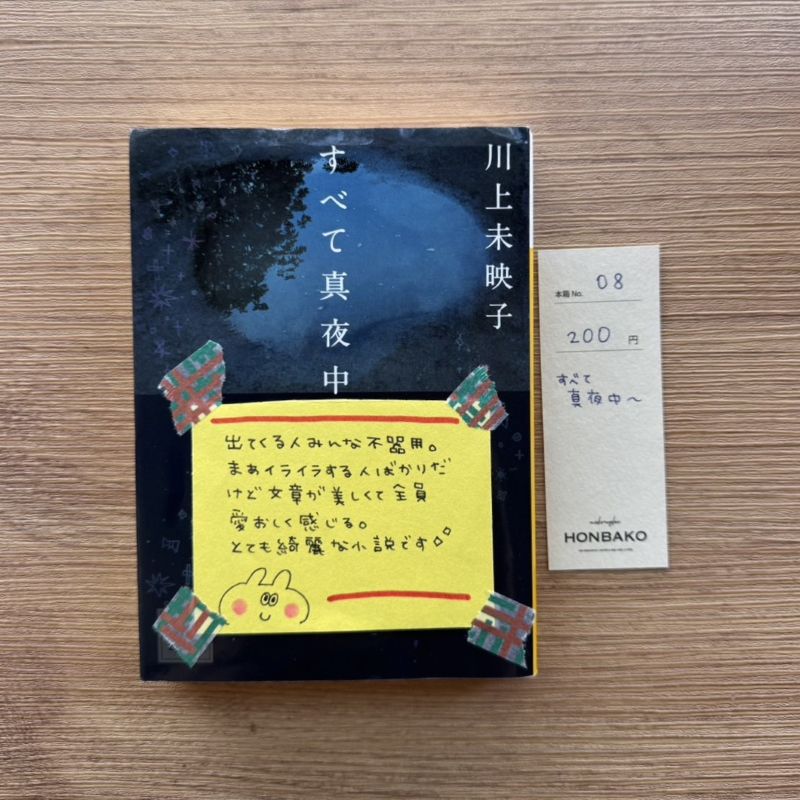 川上未映子
すべて真夜中
出てくる人みんな不器用。
まあイライラする人ばかりだ
けど文章が美しくて全員
愛おしく感じる。
とても綺麗な小説です
本箱 No. 08
200 円
すべて
真夜中〜
HONBAKO